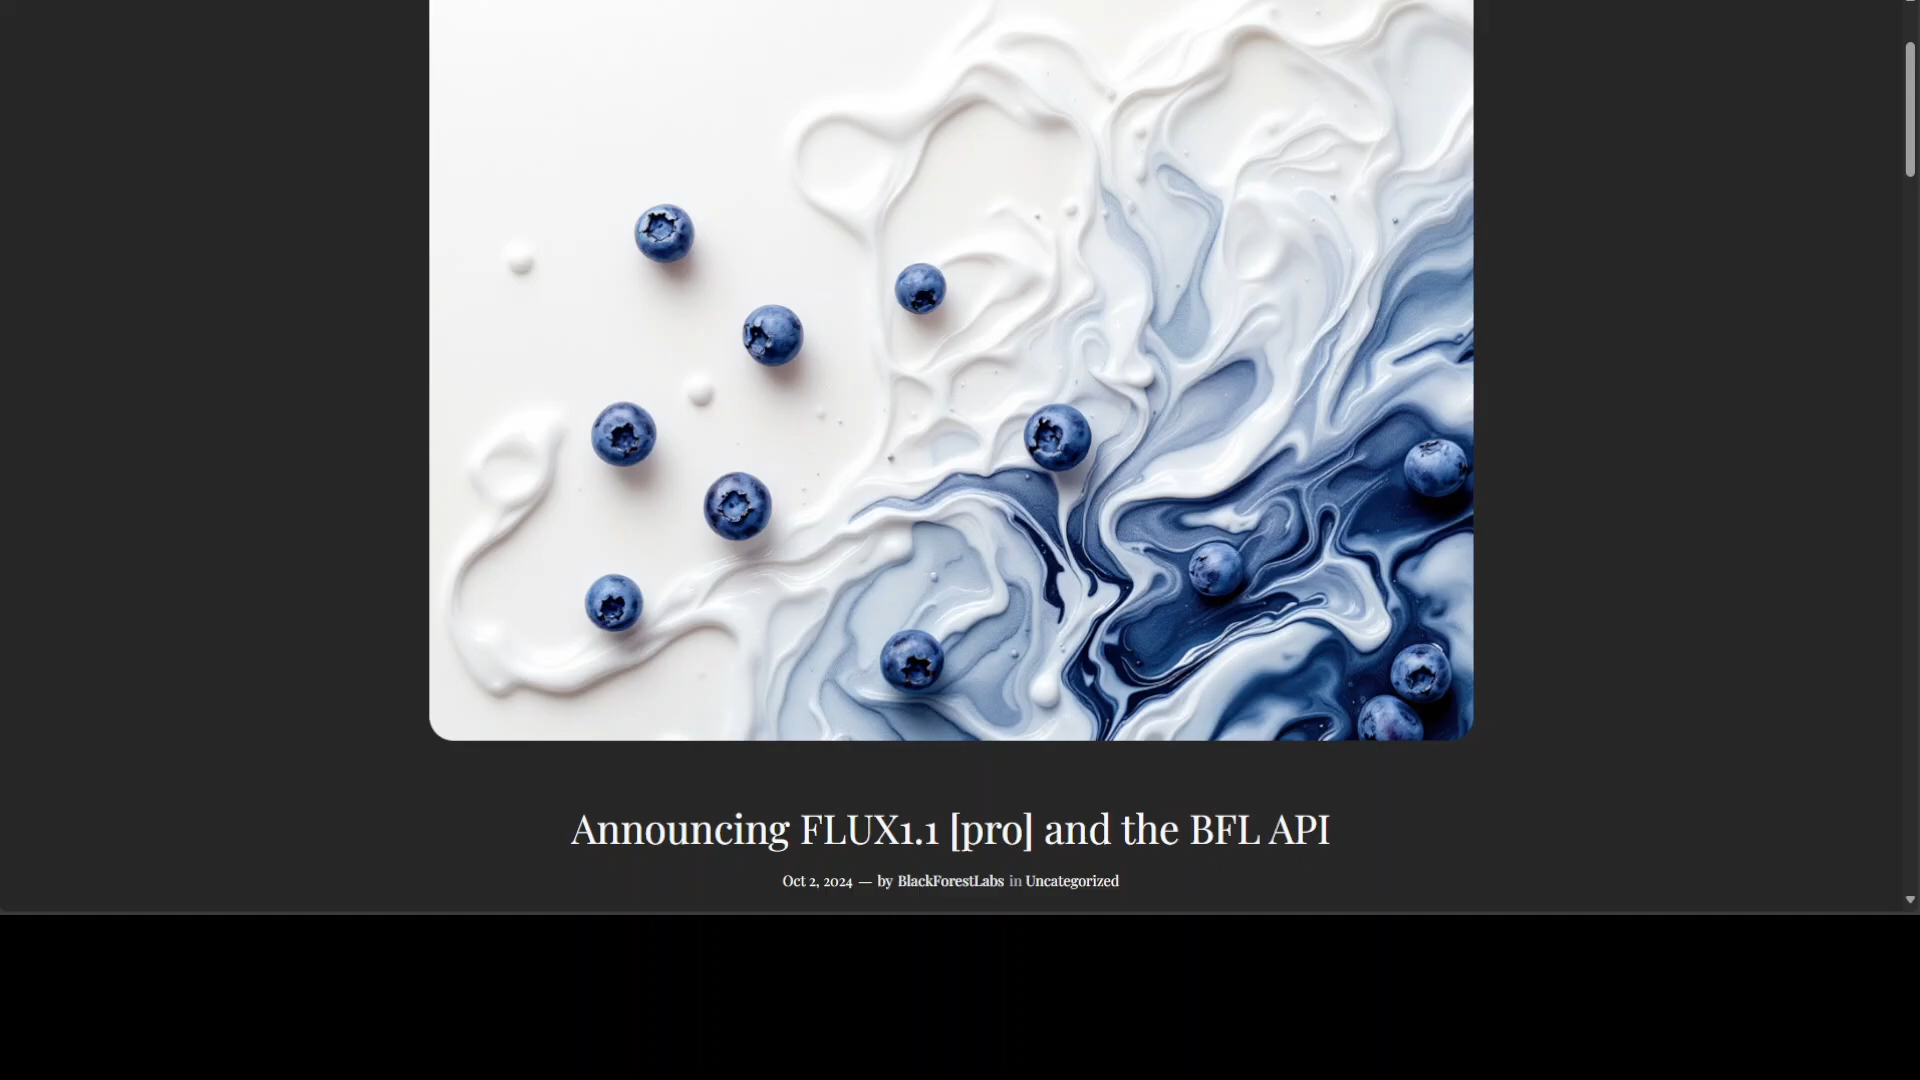 Announcing FLUX1.1 [pro] and the BFL API
Oct 2, 2024 — by BlackForestLabs in Uncategorized